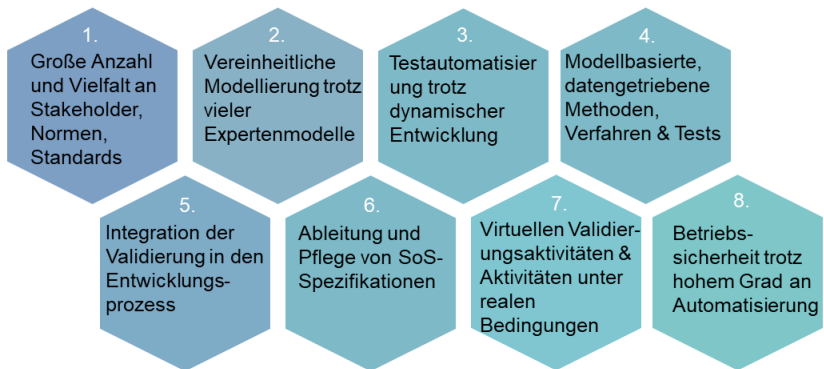 1.
Große Anzahl
und Vielfalt an
Stakeholder,
Normen,
Standards
2.
Vereinheitliche
Modellierung trotz
vieler
Expertenmodelle
3.
Testautomatisier
ung trotz
dynamischer
Entwicklung
4.
Modellbasierte,
datengetriebene
Methoden,
Verfahren & Tests
5.
Integration der
Validierung in den
Entwicklungs-
prozess
6.
Ableitung und
Pflege von SoS-
Spezifikationen
7.
Virtuellen Validier-
ungsaktivitäten &
Aktivitäten unter
realen
Bedingungen
8.
Betriebs-
sicherheit trotz
hohem Grad an
Automatisierung